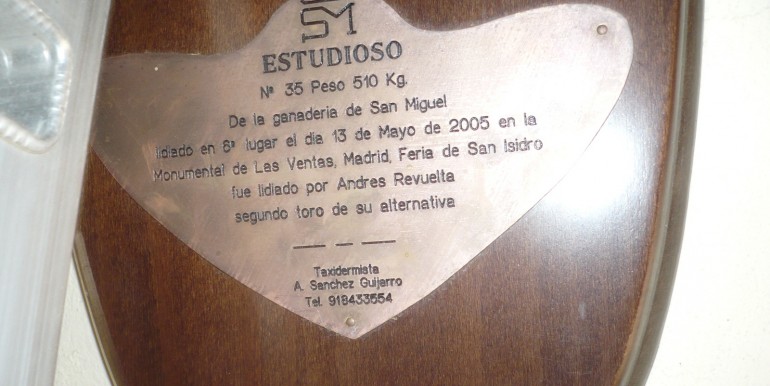 SM
ESTUDIOSO
Nº 35 Peso 510 Kg.
De la ganaderia de San Miguel
lidiado en 6º lugar el dia 13 de Mayo de 2005 en la
Monumental de Las Ventas, Madrid, Feria de San Isidro
fue lidiado por Andres Revuelta
segundo toro de su alternativa
Taxidermista
A. Sanchez Guijarro
Tel. 918433554